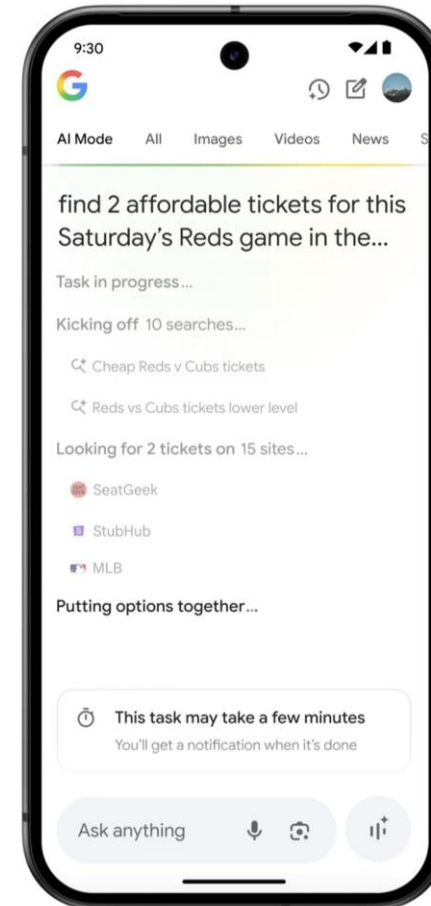 9:30
AI Mode All Images Videos News S
find 2 affordable tickets for this
Saturday's Reds game in the...
Task in progress...
Kicking off 10 searches...
Cheap Reds v Cubs tickets
Reds vs Cubs tickets lower level
Looking for 2 tickets on 15 sites...
SeatGeek
StubHub
MLB
Putting options together...
This task may take a few minutes
You'll get a notification when it's done
Ask anything